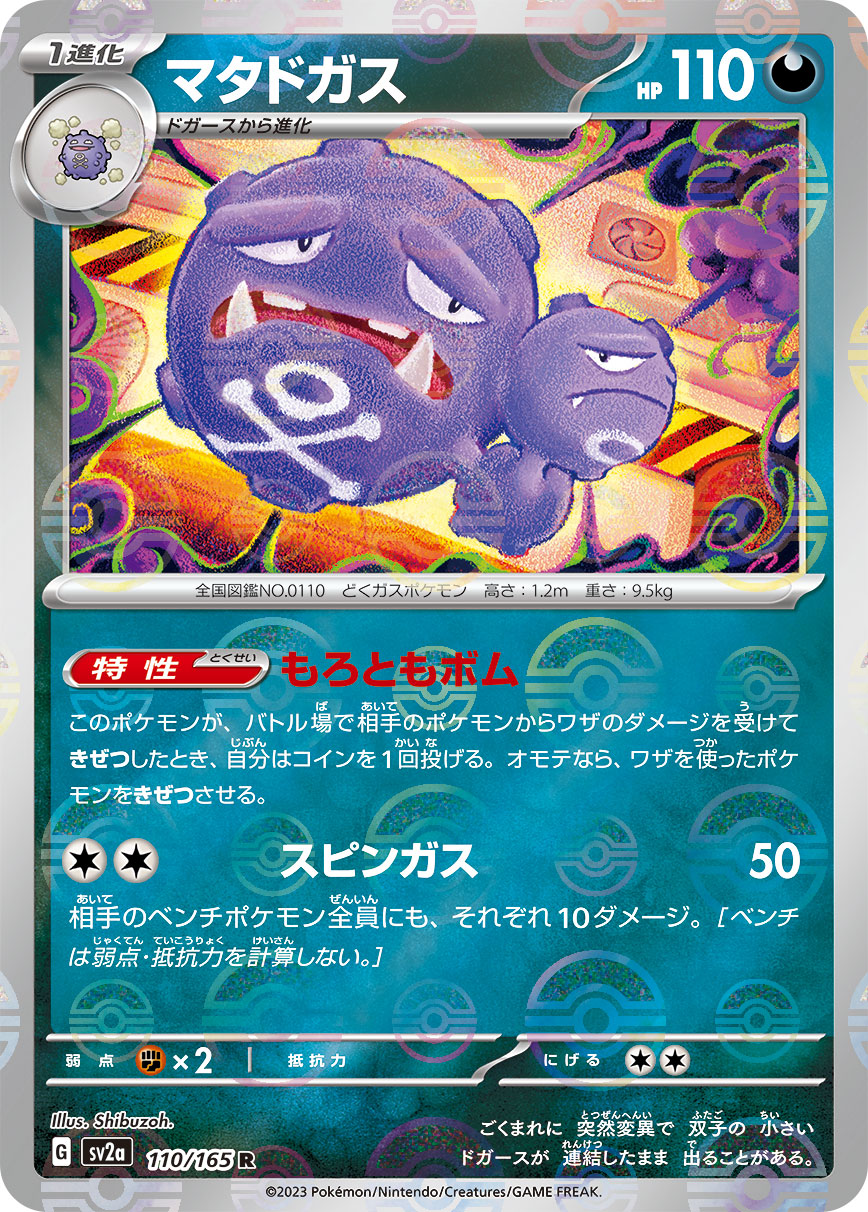 1進化
マタドガス
HP 110
ドガースから進化
全国図鑑NO.0110 どくガスポケモン 高さ:1.2m 重さ:9.5kg
特性 とくせい もろともボム
このポケモンが、バトル場で相手のポケモンからワザのダメージを受けて
きぜつしたとき、自分はコインを1回投げる。オモテなら、ワザを使ったポケ
モンをきぜつさせる。
スピンガス 50
相手のベンチポケモン全員にも、それぞれ10ダメージ。[ベンチ
は弱点・抵抗力を計算しない。]
弱点 ×2 抵抗力 にげる
Illus. Shibuzoh.
ごくまれに 突然変異で 双子の 小さい
ドガースが 連結したまま 出ることがある。
G sv2a 110/165 R
©2023 Pokémon/Nintendo/Creatures/GAME FREAK.